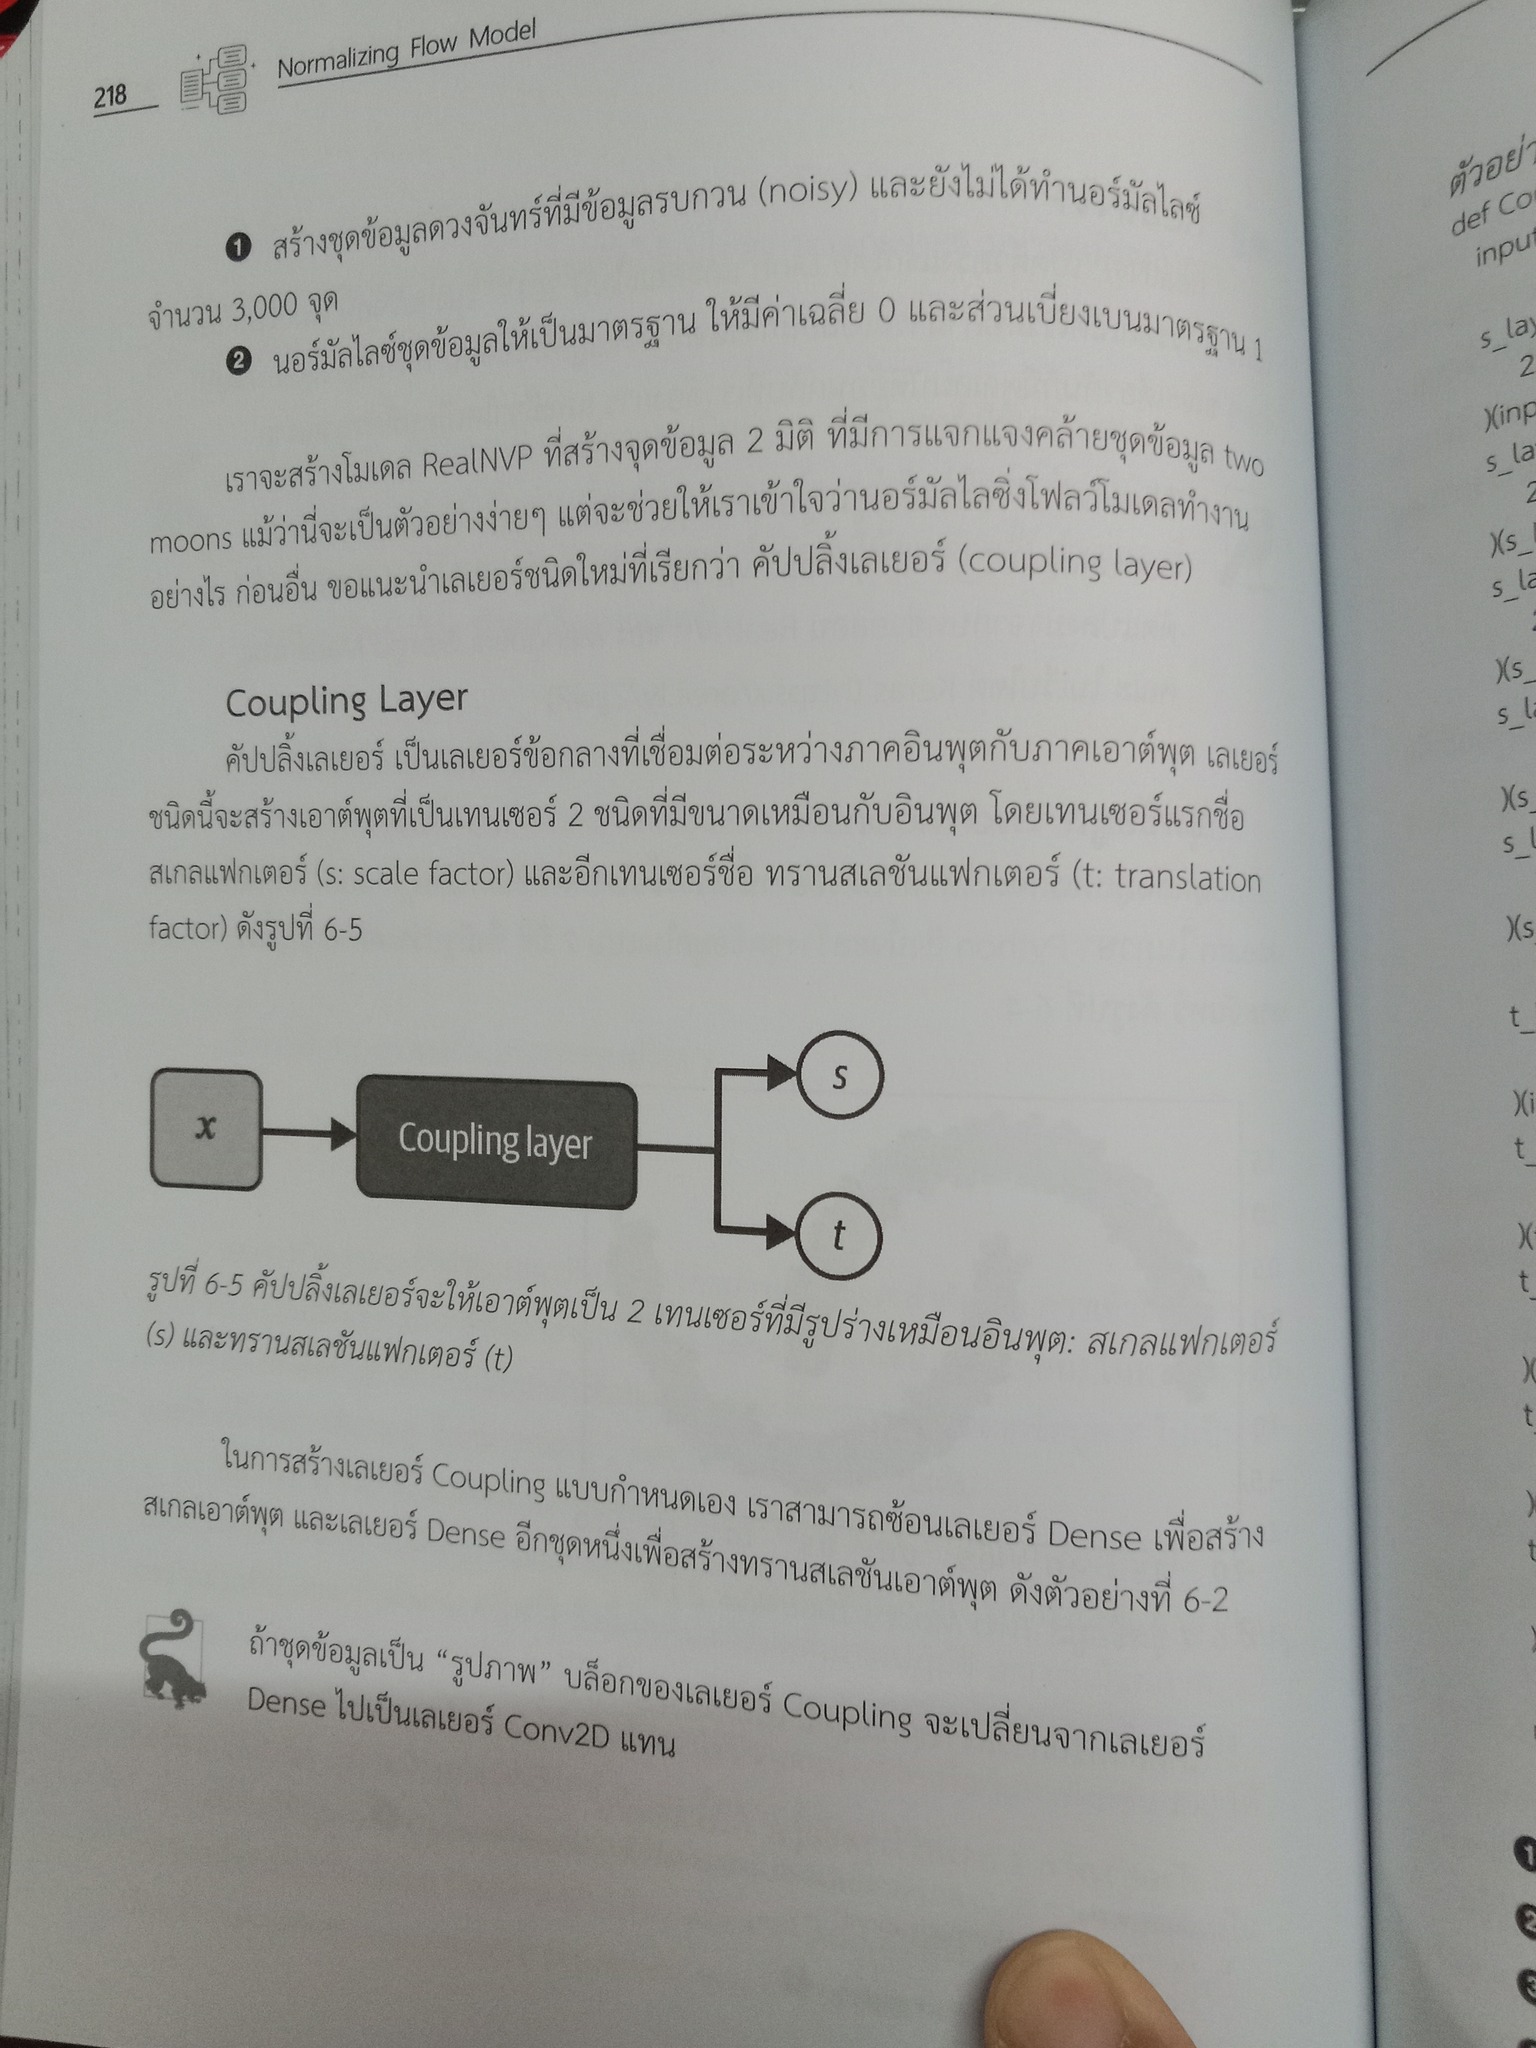 218
Normalizing Flow Model
1 สร้างชุดข้อมูลดวงจันทร์ที่มีข้อมูลรบกวน (noisy) และยังไม่ได้ทำนอร์มัลไลซ์
จำนวน 3,000 จุด
2 นอร์มัลไลซ์ชุดข้อมูลให้เป็นมาตรฐาน ให้มีค่าเฉลี่ย 0 และส่วนเบี่ยงเบนมาตรฐาน 1
เราจะสร้างโมเดล RealNVP ที่สร้างจุดข้อมูล 2 มิติ ที่มีการแจกแจงคล้ายชุดข้อมูล two
moons แม้ว่านี่จะเป็นตัวอย่างง่ายๆ แต่จะช่วยให้เราเข้าใจว่านอร์มัลไลซิ่งโฟลว์โมเดลทำงาน
อย่างไร ก่อนอื่น ขอแนะนำเลเยอร์ชนิดใหม่ที่เรียกว่า คัปปลิ้งเลเยอร์ (coupling layer)
Coupling Layer
คัปปลิ้งเลเยอร์ เป็นเลเยอร์ข้อกลางที่เชื่อมต่อระหว่างภาคอินพุตกับภาคเอาต์พุต เลเยอร์
ชนิดนี้จะสร้างเอาต์พุตที่เป็นเทนเซอร์ 2 ชนิดที่มีขนาดเหมือนกับอินพุต โดยเทนเซอร์แรกชื่อ
สเกลแฟกเตอร์ (s: scale factor) และอีกเทนเซอร์ชื่อ ทรานสเลชันแฟกเตอร์ (t: translation
factor) ดังรูปที่ 6-5
x
Coupling layer
s
t
รูปที่ 6-5 คัปปลิ้งเลเยอร์จะให้เอาต์พุตเป็น 2 เทนเซอร์ที่มีรูปร่างเหมือนอินพุต: สเกลแฟกเตอร์
(s) และทรานสเลชันแฟกเตอร์ (t)
ในการสร้างเลเยอร์ Coupling แบบกำหนดเอง เราสามารถซ้อนเลเยอร์ Dense เพื่อสร้าง
สเกลเอาต์พุต และเลเยอร์ Dense อีกชุดหนึ่งเพื่อสร้างทรานสเลชันเอาต์พุต ดังตัวอย่างที่ 6-2
ถ้าชุดข้อมูลเป็น “รูปภาพ” บล็อกของเลเยอร์ Coupling จะเปลี่ยนจากเลเยอร์
Dense ไปเป็นเลเยอร์ Conv2D แทน
def